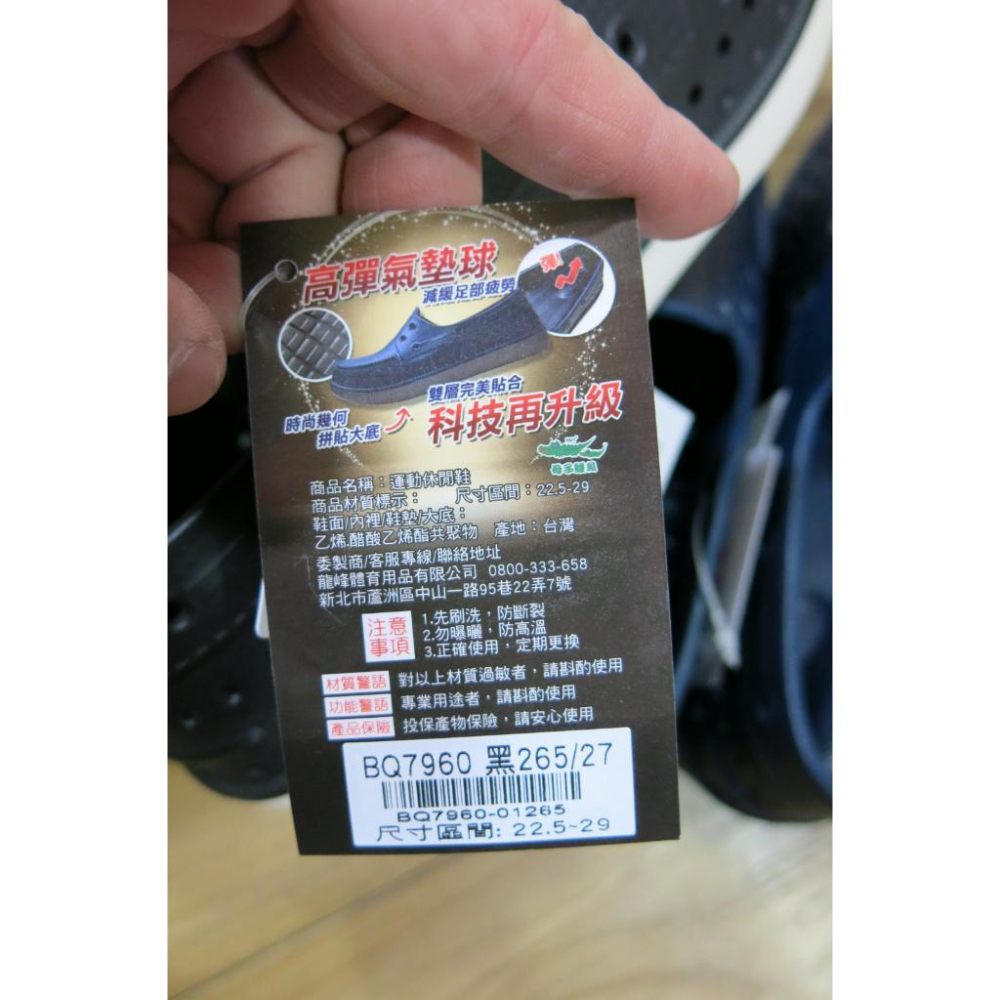 高彈氣墊球
減緩足部疲勞
彈!
雙層完美貼合
時尚幾何
拼貼大底
科技再升級
母子鱷魚
商品名稱：運動休閒鞋
商品材質標示： 尺寸區間：22.5-29
鞋面/內裡/鞋墊/大底：
乙烯.醋酸乙烯酯共聚物 產地：台灣
委製商/客服專線/聯絡地址
龍峰體育用品有限公司 0800-333-658
新北市蘆洲區中山一路95巷22弄7號
注意事項
1.先刷洗，防斷裂
2.勿曝曬，防高溫
3.正確使用，定期更換
材質警語 對以上材質過敏者，請斟酌使用
功能警語 專業用途者，請斟酌使用
產品保險 投保產物保險，請安心使用
BQ7960 黑265/27
BQ7960-01265
尺寸區間: 22.5~29